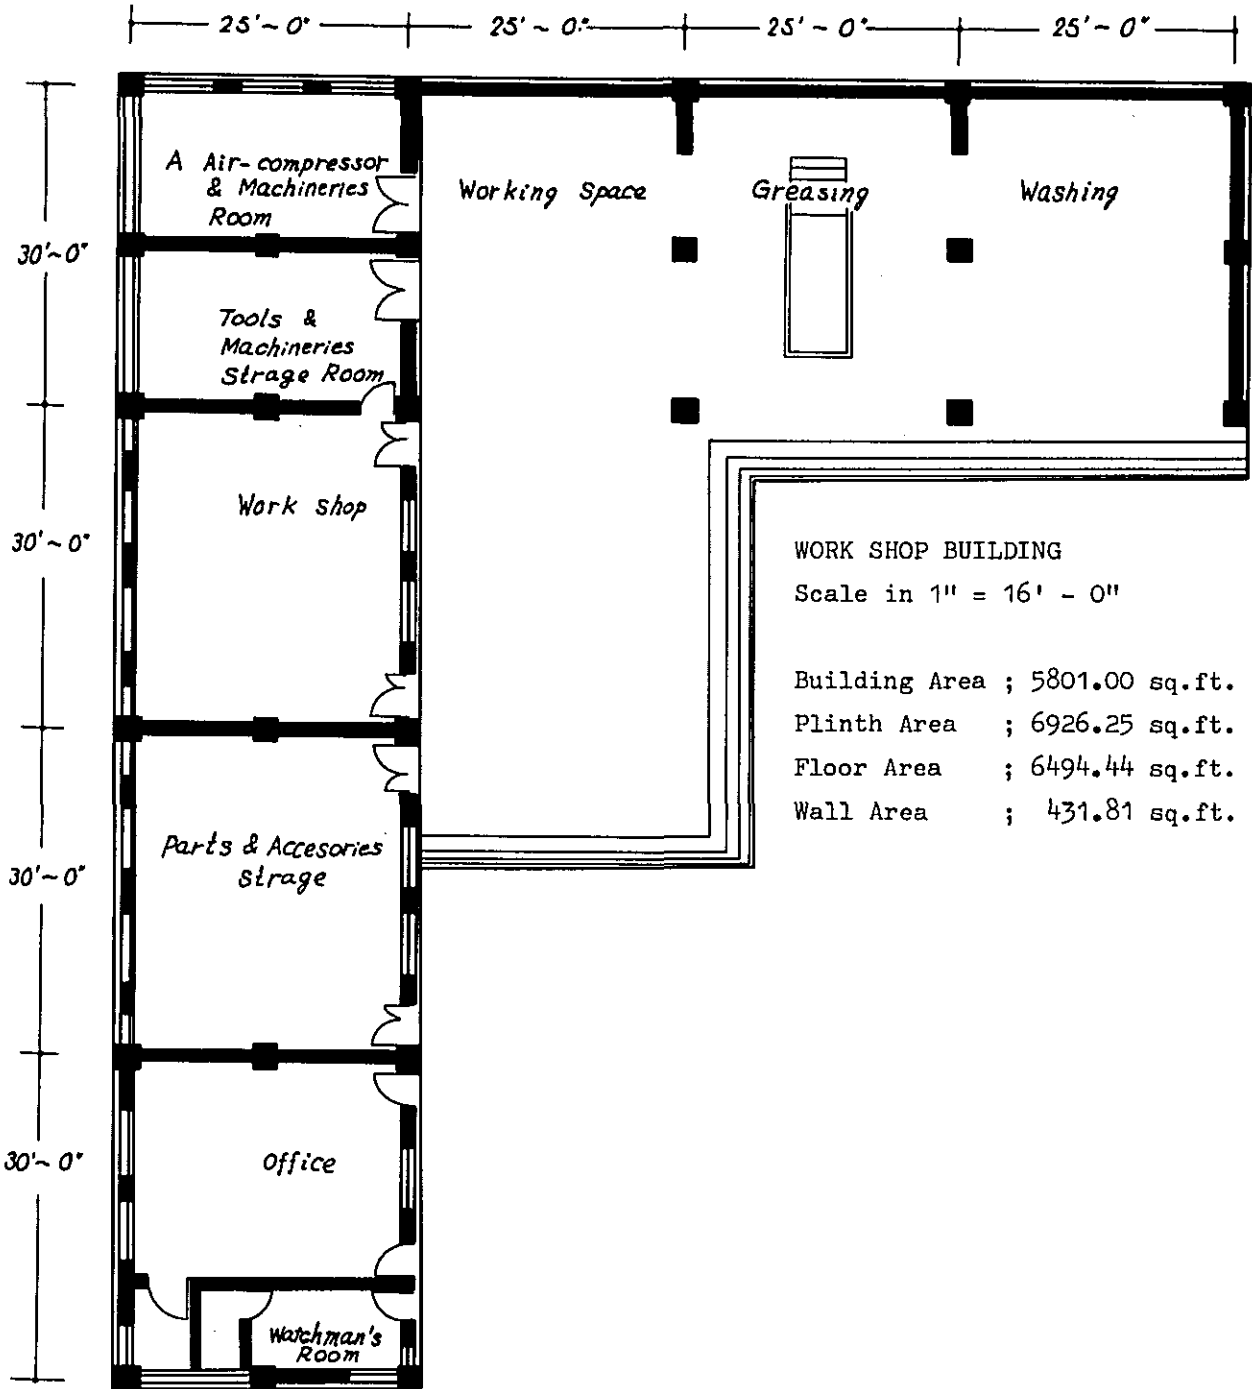 25'~0" 25'~0" 25'~0" 25'~0"
A Air-compressor
& Machineries
Room
Working Space
Greasing
Washing
30'~0"
Tools &
Machineries
Strage Room
Work shop
30'~0"
WORK SHOP BUILDING
Scale in 1" = 16' - 0"
Building Area ; 5801.00 sq.ft.
Plinth Area ; 6926.25 sq.ft.
Floor Area ; 6494.44 sq.ft.
Wall Area ; 431.81 sq.ft.
Parts & Accesories
Strage
30'~0"
Office
30'~0"
Watchman's
Room